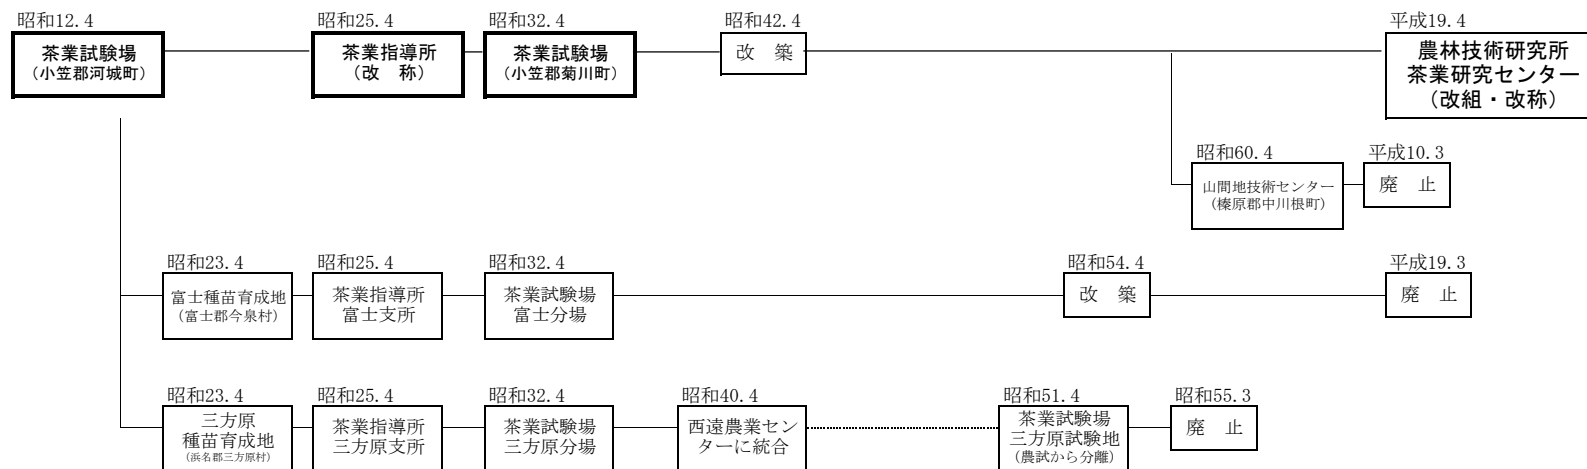 昭和12.4
茶業試験場
（小笠郡河城町）
昭和25.4
茶業指導所
（改　称）
昭和32.4
茶業試験場
（小笠郡菊川町）
昭和42.4
改　築
平成19.4
農林技術研究所
茶業研究センター
（改組・改称）
昭和60.4
山間地技術センター
（榛原郡中川根町）
平成10.3
廃　止
昭和23.4
富士種苗育成地
（富士郡今泉村）
昭和25.4
茶業指導所
富士支所
昭和32.4
茶業試験場
富士分場
昭和54.4
改　築
平成19.3
廃　止
昭和23.4
三方原
種苗育成地
（浜名郡三方原村）
昭和25.4
茶業指導所
三方原支所
昭和32.4
茶業試験場
三方原分場
昭和40.4
西遠農業セン
ターに統合
昭和51.4
茶業試験場
三方原試験地
（農試から分離）
昭和55.3
廃　止